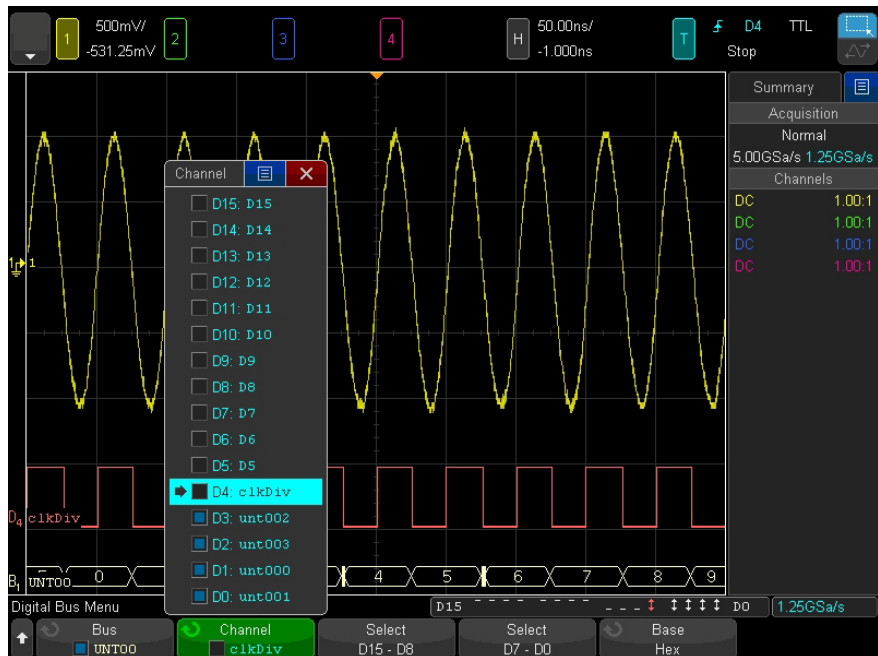 1 500mV/ -531.25mV 2 3 4 H 50.00ns/ -1.000ns T D4 TTL Stop
Summary
Acquisition
Normal
5.00GSa/s 1.25GSa/s
Channels
DC 1.00:1
DC 1.00:1
DC 1.00:1
DC 1.00:1
Channel
D15: D15
D14: D14
D13: D13
D12: D12
D11: D11
D10: D10
D9: D9
D8: D8
D7: D7
D6: D6
D5: D5
D4: clkDiv
D3: unt002
D2: unt003
D1: unt000
D0: unt001
1 1
D4 clkDiv
B1 UNTOO 0 4 5 6 7 8 9
Digital Bus Menu D15 D0 1.25GSa/s
Bus Channel Select Select Base
UNTOO clkDiv D15 - D8 D7 - D0 Hex